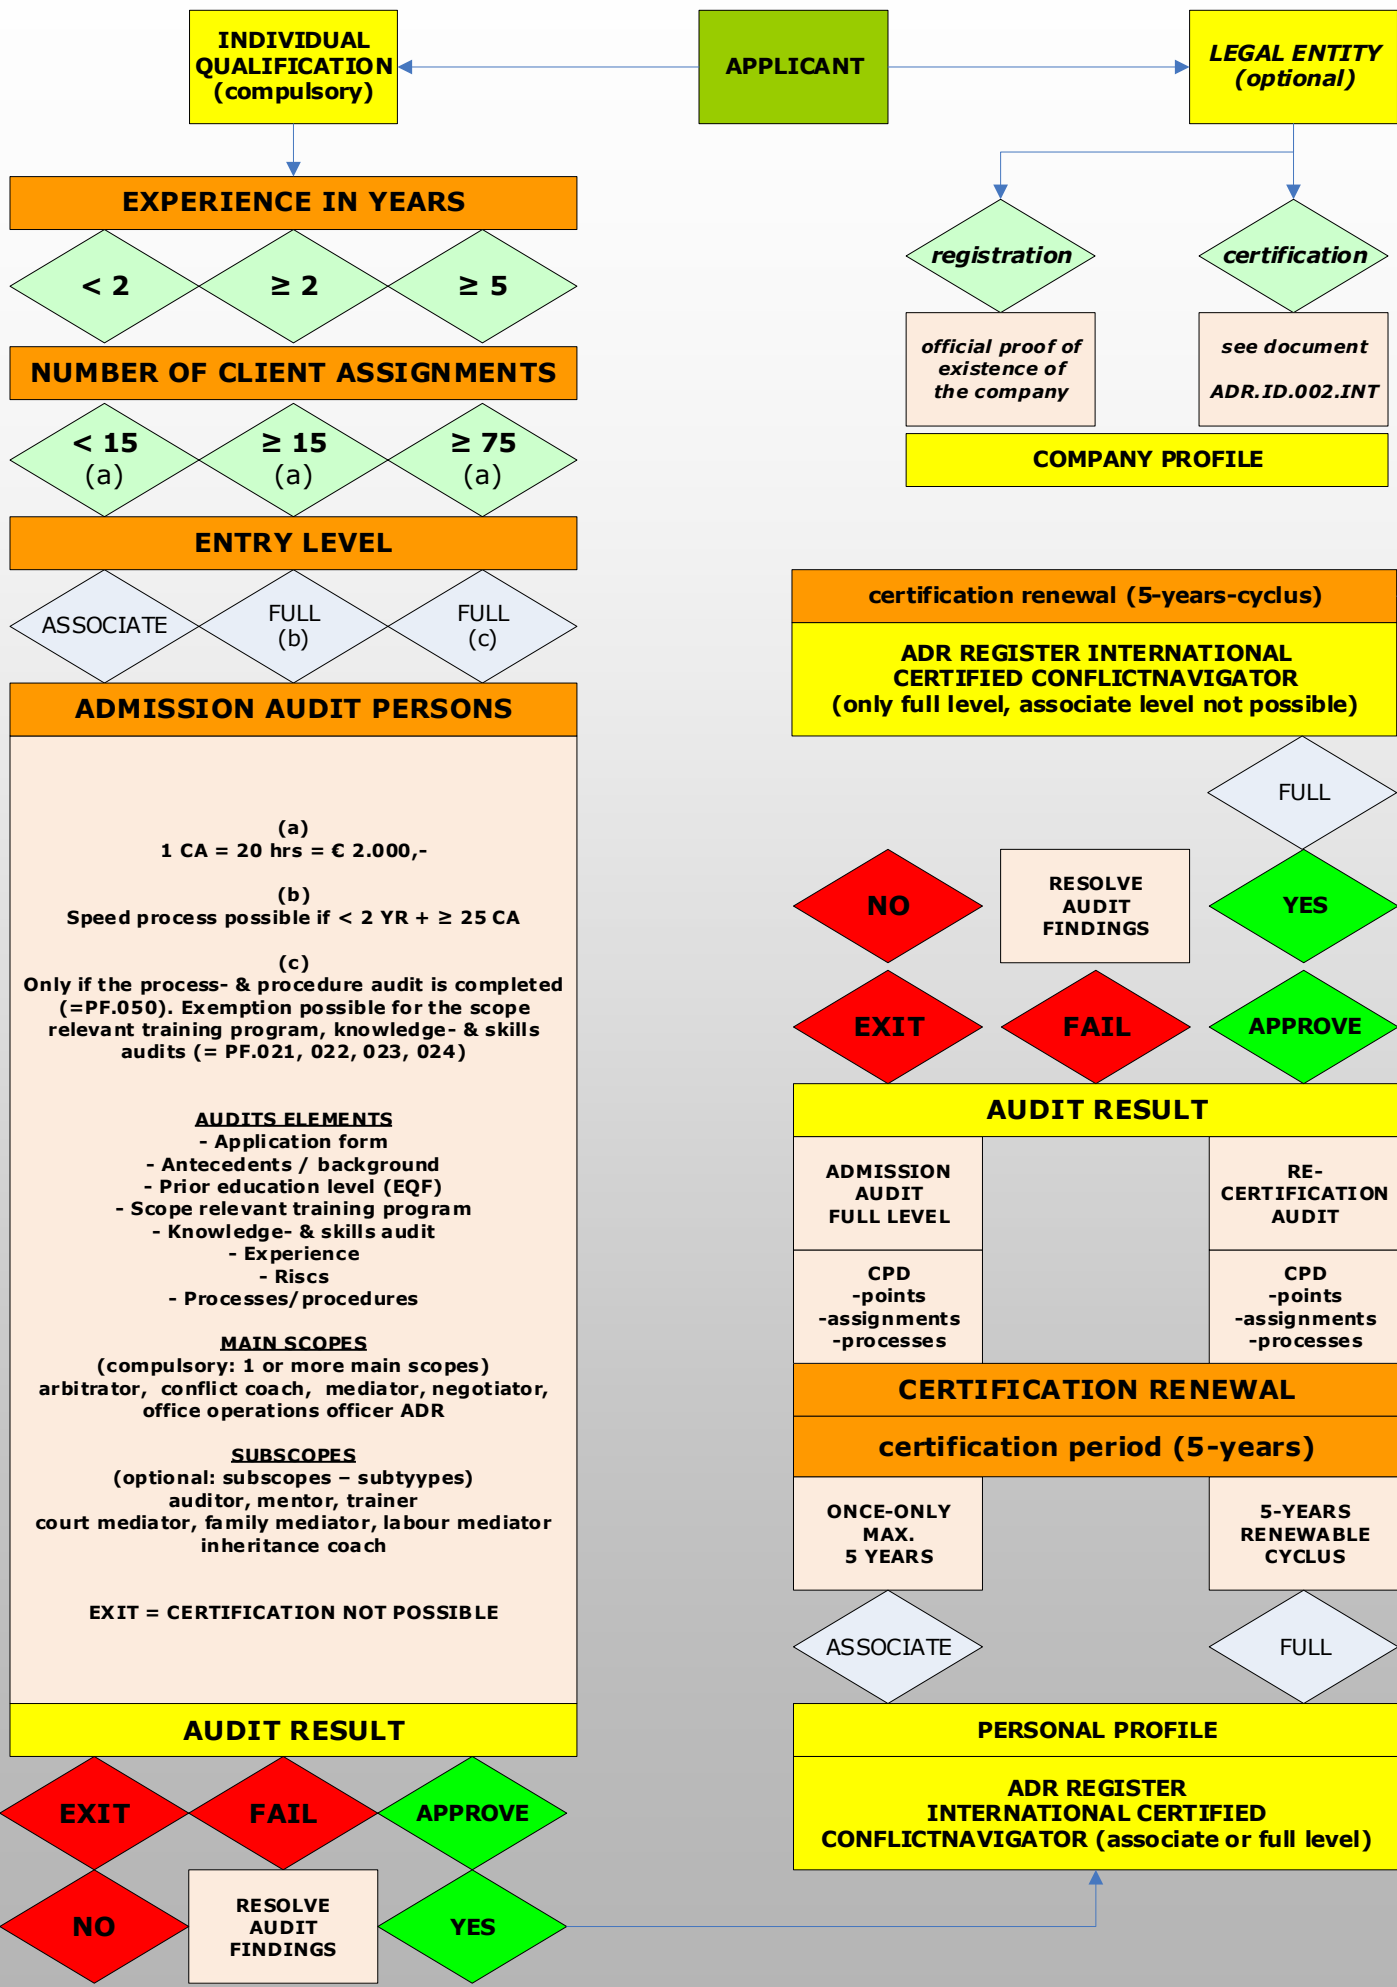 INDIVIDUAL
QUALIFICATION
(compulsory)
APPLICANT
LEGAL ENTITY
(optional)
EXPERIENCE IN YEARS
< 2
≥ 2
≥ 5
NUMBER OF CLIENT ASSIGNMENTS
< 15
(a)
≥ 15
(a)
≥ 75
(a)
ENTRY LEVEL
ASSOCIATE
FULL
(b)
FULL
(c)
ADMISSION AUDIT PERSONS
(a)
1 CA = 20 hrs = € 2.000,-
(b)
Speed process possible if < 2 YR + ≥ 25 CA
(c)
Only if the process- & procedure audit is completed
(=PF.050). Exemption possible for the scope
relevant training program, knowledge- & skills
audits (= PF.021, 022, 023, 024)
AUDITS ELEMENTS
- Application form
- Antecedents / background
- Prior education level (EQF)
- Scope relevant training program
- Knowledge- & skills audit
- Experience
- Riscs
- Processes/procedures
MAIN SCOPES
(compulsory: 1 or more main scopes)
arbitrator, conflict coach, mediator, negotiator,
office operations officer ADR
SUBSCOPES
(optional: subscopes – subtyypes)
auditor, mentor, trainer
court mediator, family mediator, labour mediator
inheritance coach
EXIT = CERTIFICATION NOT POSSIBLE
AUDIT RESULT
EXIT
FAIL
APPROVE
NO
RESOLVE
AUDIT
FINDINGS
YES
registration
certification
official proof of
existence of
the company
see document
ADR.ID.002.INT
COMPANY PROFILE
certification renewal (5-years-cyclus)
ADR REGISTER INTERNATIONAL
CERTIFIED CONFLICTNAVIGATOR
(only full level, associate level not possible)
FULL
NO
RESOLVE
AUDIT
FINDINGS
YES
EXIT
FAIL
APPROVE
AUDIT RESULT
ADMISSION
AUDIT
FULL LEVEL
RE-
CERTIFICATION
AUDIT
CPD
-points
-assignments
-processes
CPD
-points
-assignments
-processes
CERTIFICATION RENEWAL
certification period (5-years)
ONCE-ONLY
MAX.
5 YEARS
5-YEARS
RENEWABLE
CYCLUS
ASSOCIATE
FULL
PERSONAL PROFILE
ADR REGISTER
INTERNATIONAL CERTIFIED
CONFLICTNAVIGATOR (associate or full level)